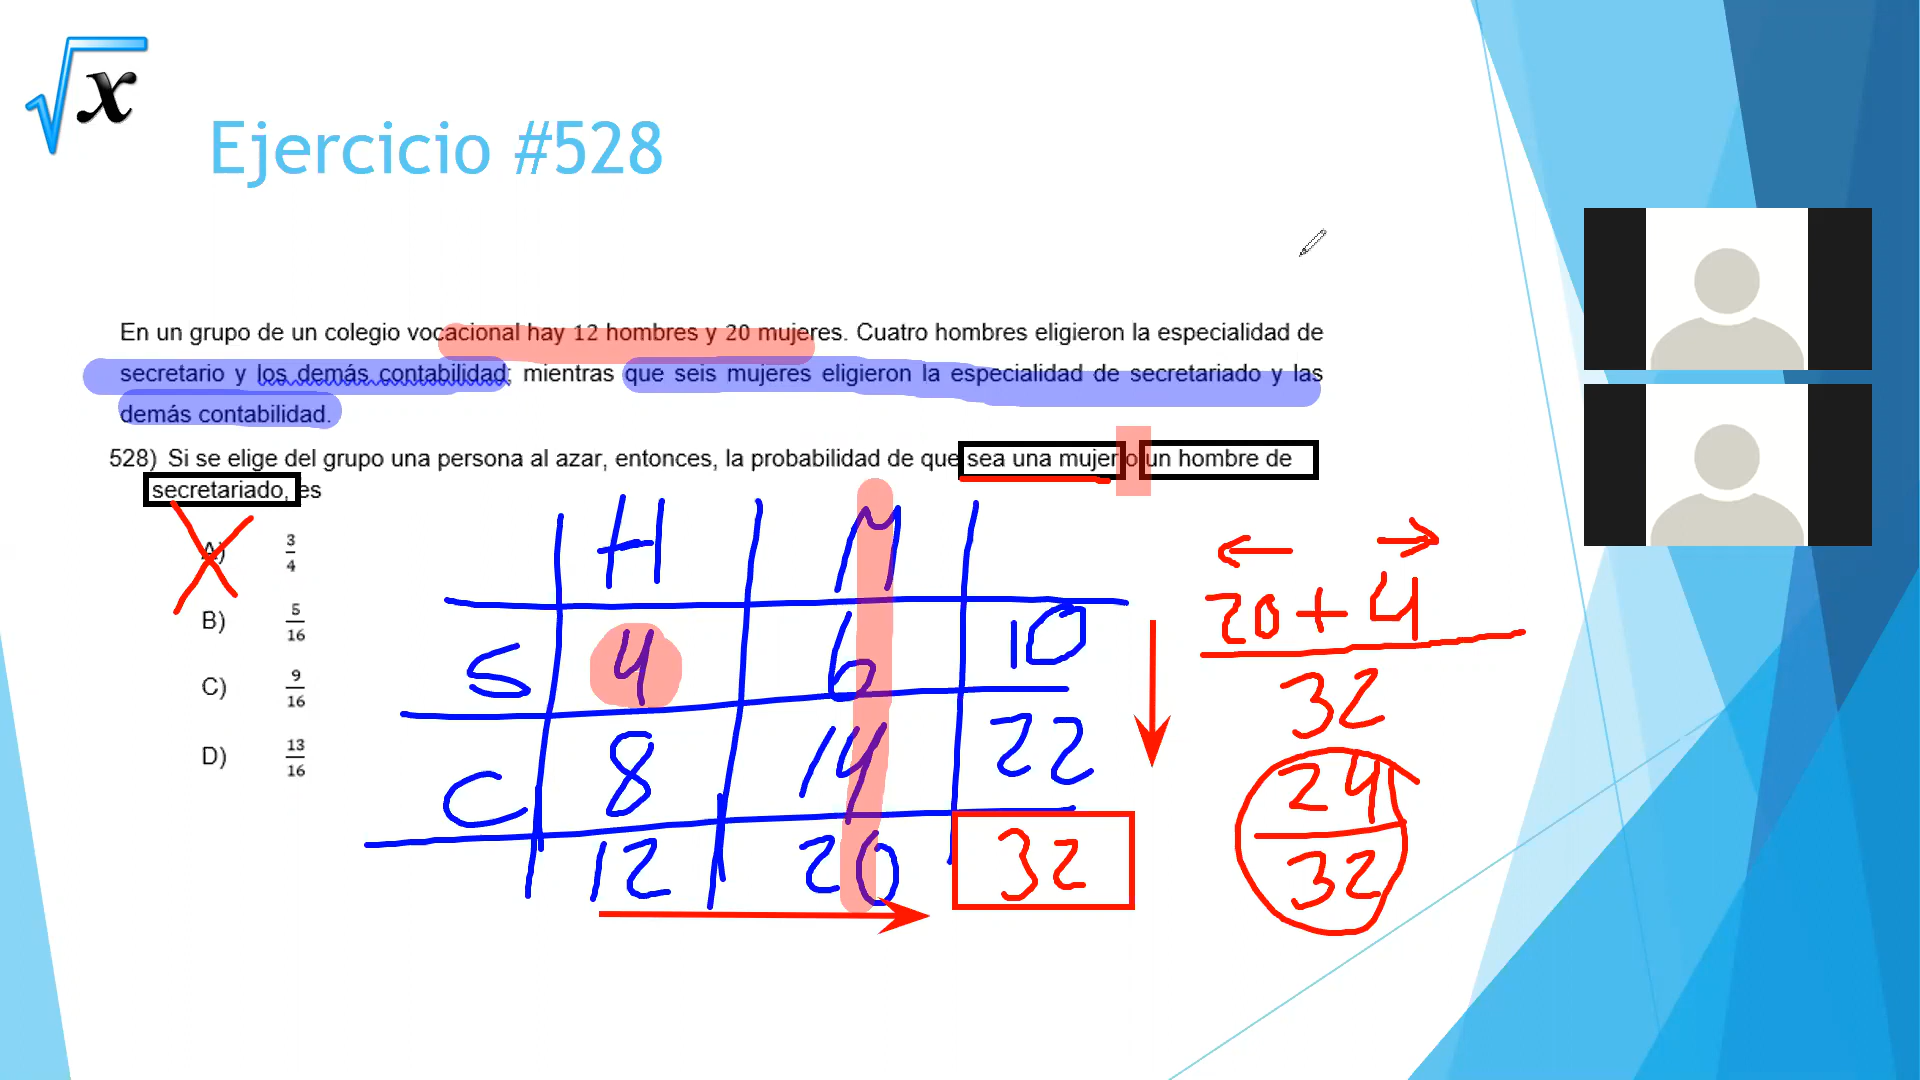 √x
Ejercicio #528
En un grupo de un colegio vocacional hay 12 hombres y 20 mujeres. Cuatro hombres eligieron la especialidad de
secretario y los demás contabilidad; mientras que seis mujeres eligieron la especialidad de secretariado y las
demás contabilidad.
528) Si se elige del grupo una persona al azar, entonces, la probabilidad de que sea una mujer o un hombre de
secretariado, es
A) 3/4
B) 5/16
C) 9/16
D) 13/16
H M
S 4 6 10
C 8 14 22
12 20 32
20+4
32
24
32